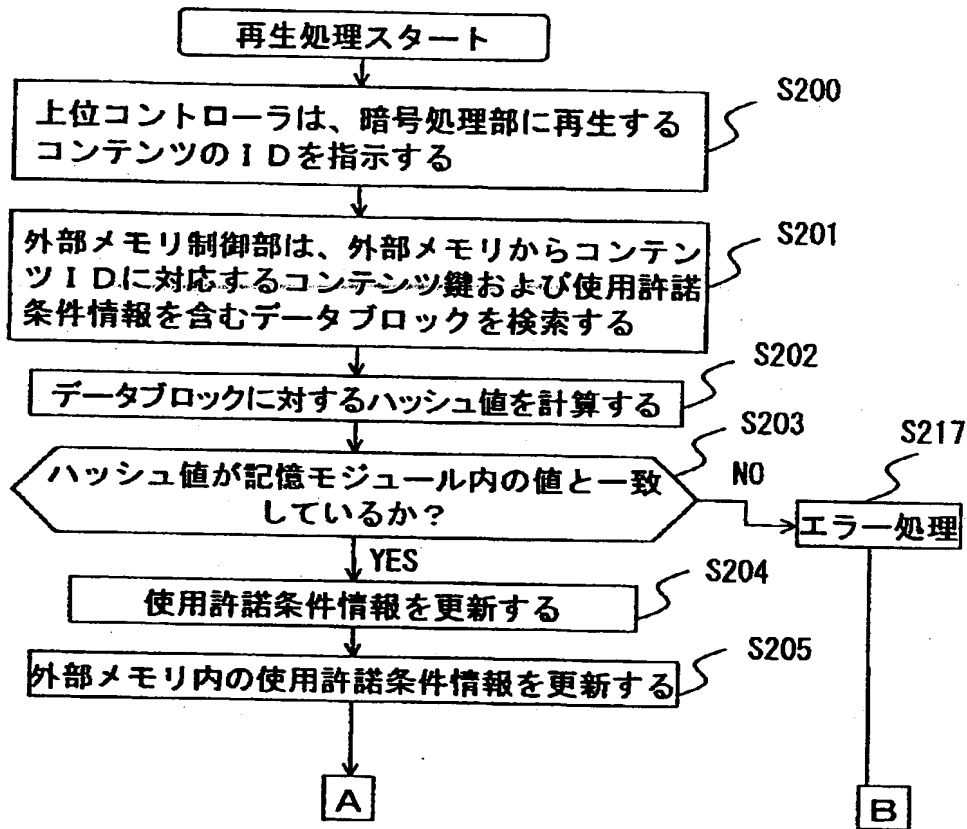 再生処理スタート
S200
上位コントローラは、暗号処理部に再生する
コンテンツのＩＤを指示する
S201
外部メモリ制御部は、外部メモリからコンテン
ツＩＤに対応するコンテンツ鍵および使用許諾
条件情報を含むデータブロックを検索する
S202
データブロックに対するハッシュ値を計算する
S203
ハッシュ値が記憶モジュール内の値と一致
しているか？
NO
S217
エラー処理
YES
S204
使用許諾条件情報を更新する
S205
外部メモリ内の使用許諾条件情報を更新する
A
B